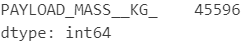 PAYLOAD_MASS__KG_    45596
dtype: int64